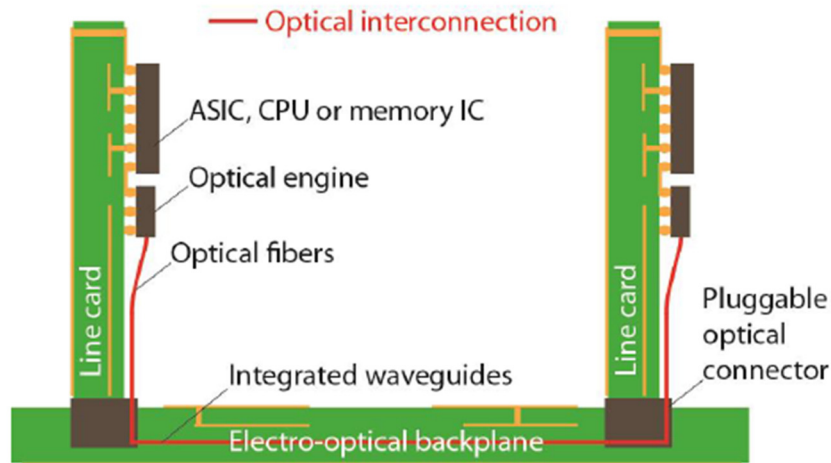 Optical interconnection
ASIC, CPU or memory IC
Optical engine
Optical fibers
Line card
Line card
Pluggable
optical
connector
Integrated waveguides
Electro-optical backplane